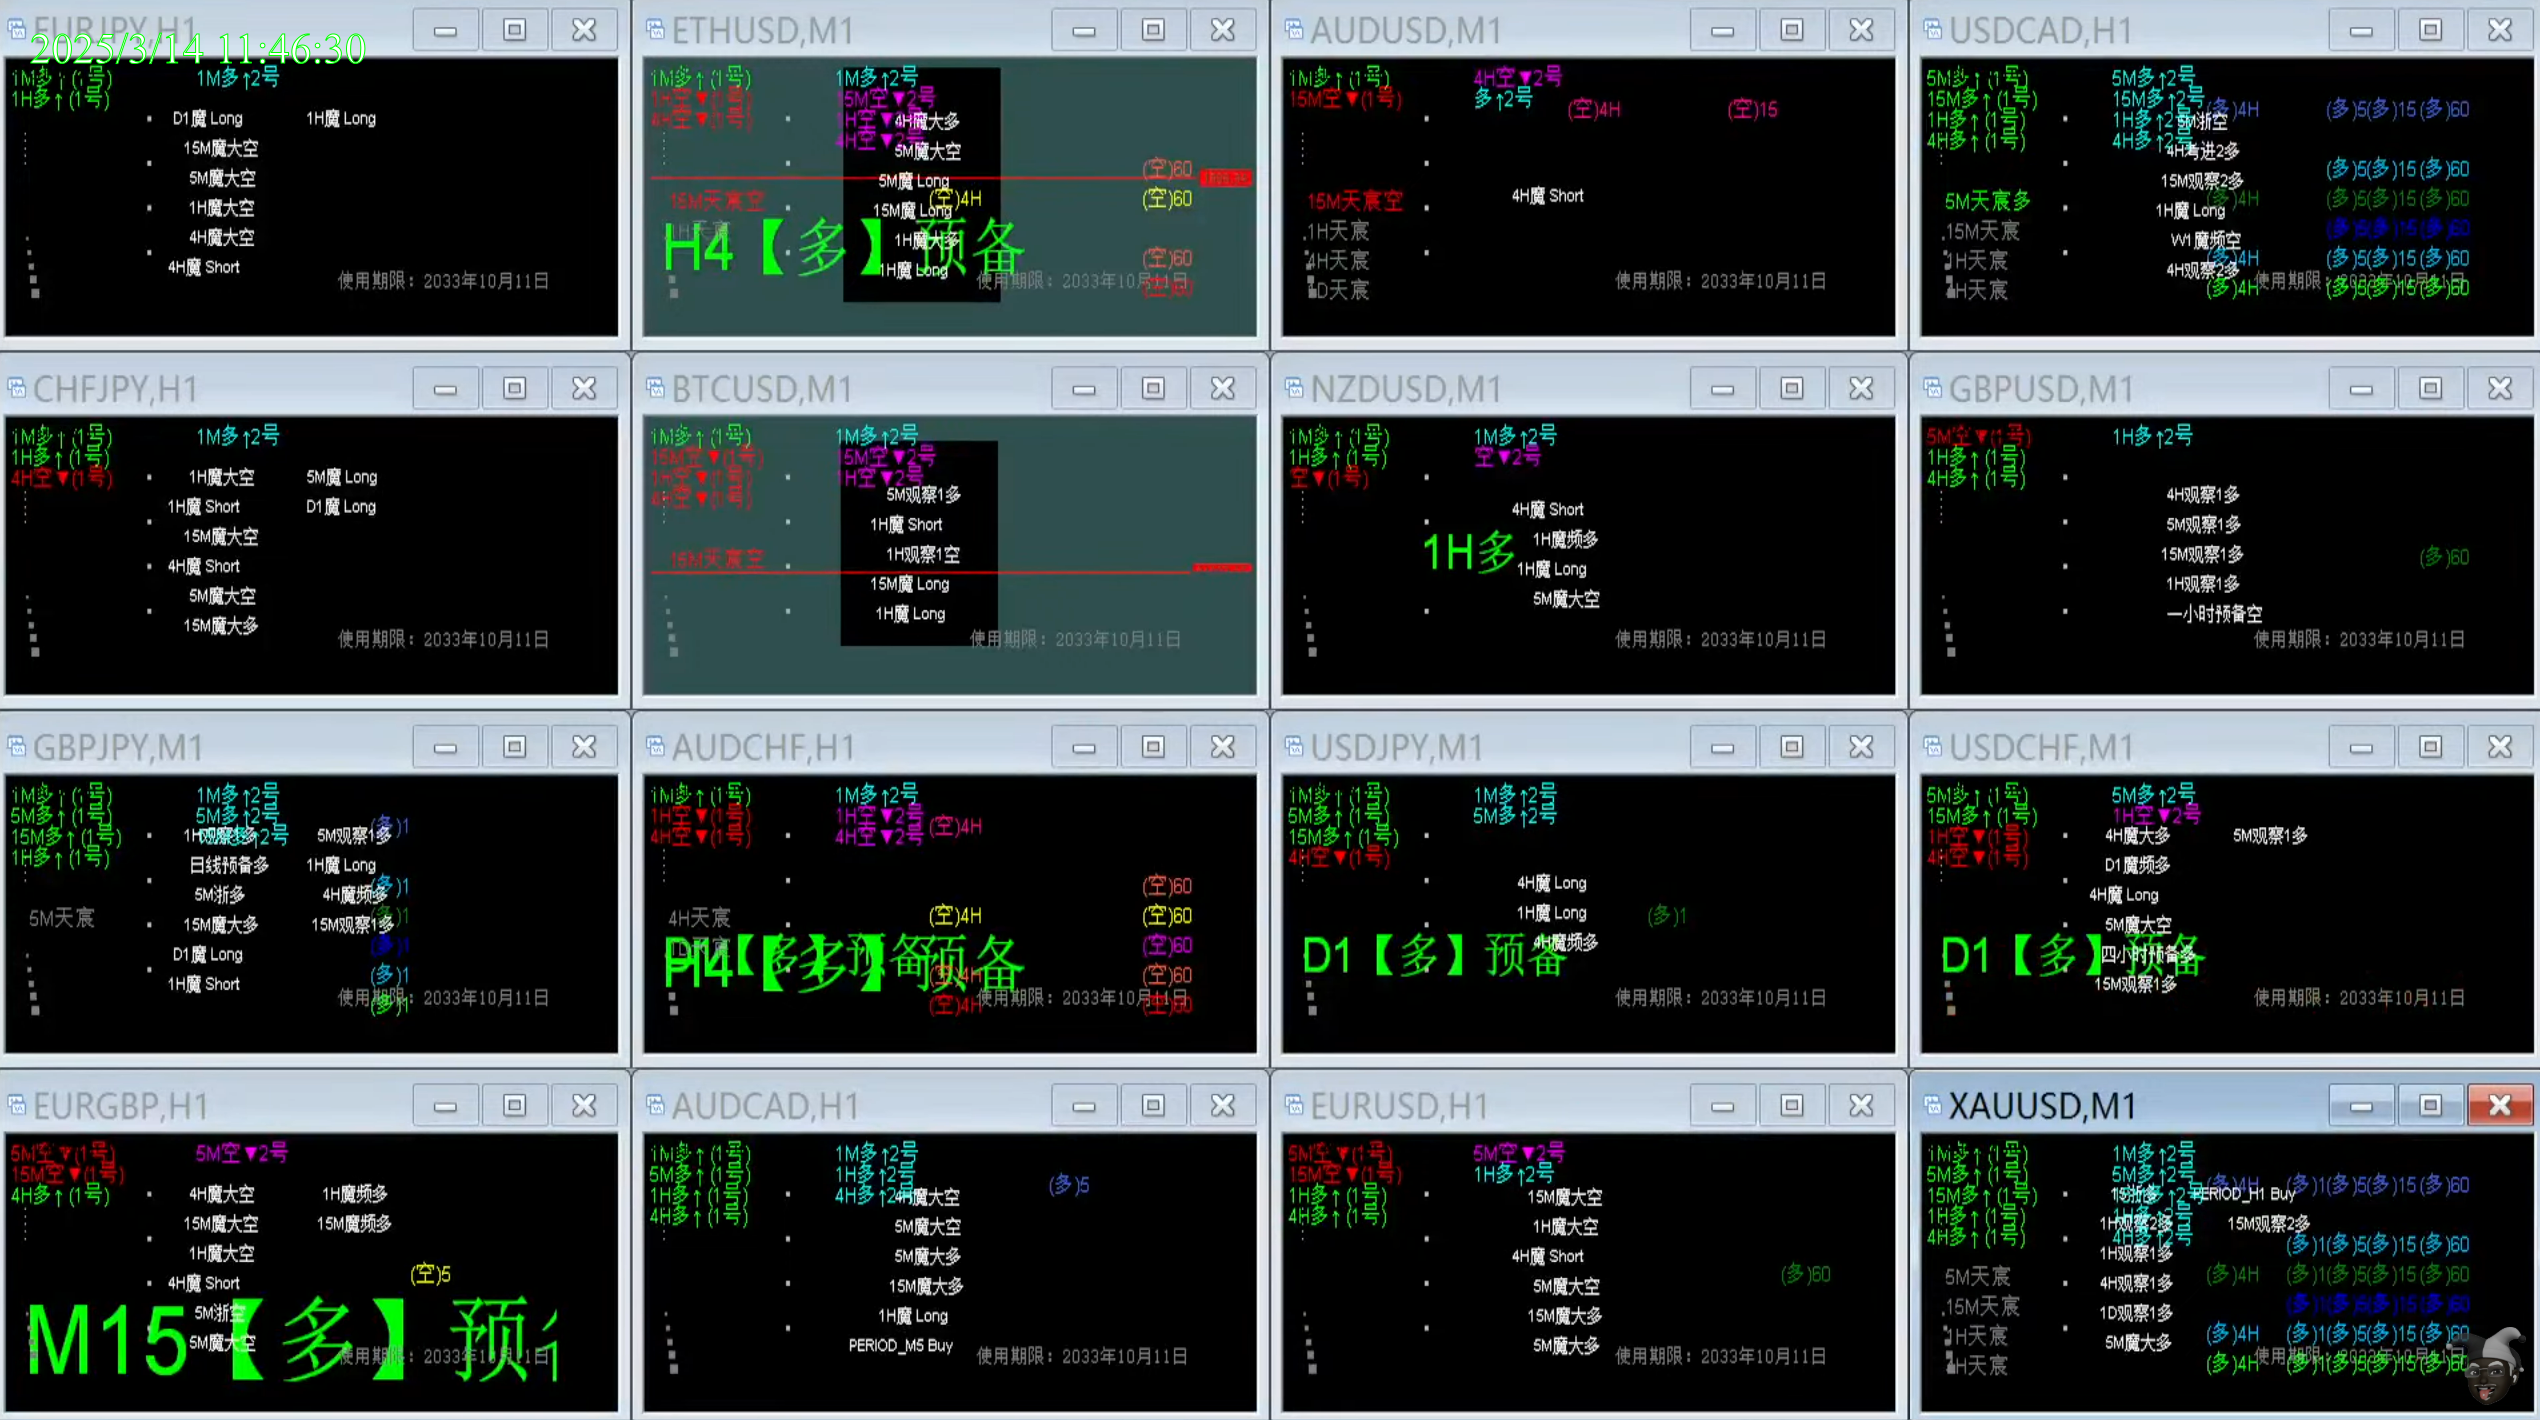 EURJPY,H1
2025/3/14 11:46:30
1M多↑(1号)
1M多↑2号
1H多↑(1号)
D1魔 Long
1H魔 Long
15M魔大空
5M魔大空
1H魔大空
4H魔大空
4H魔 Short
使用期限：2033年10月11日
ETHUSD,M1
1M多↑(1号)
1M多↑2号
1H空▼(1号)
15M空▼2号
4H空▼(1号)
1H空▼2号
4H魔大多
4H空▼2号
5M魔大空
(空)60
5M魔 Long
15M天宸空
(空)4H
(空)60
15M魔 Long
1H天宸
1H魔大多
H4【多】预备
(空)60
1H魔 Long
使用期限：2033年10月11日
AUDUSD,M1
1M多↑(1号)
4H空▼2号
15M空▼(1号)
多↑2号
(空)4H
(空)15
15M天宸空
4H魔 Short
1H天宸
4H天宸
D天宸
使用期限：2033年10月11日
USDCAD,H1
5M多↑(1号)
5M多↑2号
15M多↑(1号)
15M多↑2号
(多)4H
(多)5(多)15(多)60
1H多↑(1号)
1H多↑2号
5M浙空
4H多↑(1号)
4H多↑2号
4H考进2多
(多)5(多)15(多)60
15M观察2多
5M天宸多
(多)4H
(多)5(多)15(多)60
1H魔 Long
15M天宸
(多)5(多)15(多)60
W1魔频空
1H天宸
(多)4H
(多)5(多)15(多)60
4H观察2多
4H天宸
(多)4H
(多)5(多)15(多)60
CHFJPY,H1
1M多↑(1号)
1M多↑2号
1H多↑(1号)
4H空▼(1号)
1H魔大空
5M魔 Long
1H魔 Short
D1魔 Long
15M魔大空
4H魔 Short
5M魔大空
15M魔大多
使用期限：2033年10月11日
BTCUSD,M1
1M多↑(1号)
1M多↑2号
15M空▼(1号)
15M空▼2号
1H空▼(1号)
1H空▼2号
4H空▼(1号)
5M观察1多
1H魔 Short
15M天宸空
1H观察1空
15M魔 Long
1H魔 Long
使用期限：2033年10月11日
NZDUSD,M1
1M多↑(1号)
1M多↑2号
1H多↑(1号)
空▼2号
空▼(1号)
4H魔 Short
1H多
1H魔频多
1H魔 Long
5M魔大空
使用期限：2033年10月11日
GBPUSD,M1
5M空▼(1号)
1H多↑2号
1H多↑(1号)
4H多↑(1号)
4H观察1多
5M观察1多
15M观察1多
(多)60
1H观察1多
一小时预备空
使用期限：2033年10月11日
GBPJPY,M1
1M多↑(1号)
1M多↑2号
5M多↑(1号)
5M多↑2号
(多)1
15M多↑(1号)
1H观察1多
5M观察1多
1H多↑(1号)
日线预备多
1H魔 Long
5M浙多
4H魔频多
(多)1
5M天宸
15M魔大多
15M观察1多
(多)1
D1魔 Long
(多)1
1H魔 Short
(多)1
使用期限：2033年10月11日
(多)1
AUDCHF,H1
1M多↑(1号)
1M多↑2号
1H空▼(1号)
1H空▼2号
(空)4H
4H空▼(1号)
4H空▼2号
(空)60
4H天宸
(空)4H
(空)60
(空)60
H4【多】预备
(空)4H
(空)60
使用期限：2033年10月11日
(空)4H
(空)60
USDJPY,M1
1M多↑(1号)
1M多↑2号
5M多↑(1号)
5M多↑2号
15M多↑(1号)
4H空▼(1号)
4H魔 Long
1H魔 Long
(多)1
4H魔频多
D1【多】预备
使用期限：2033年10月11日
USDCHF,M1
5M多↑(1号)
5M多↑2号
15M多↑(1号)
1H空▼2号
1H空▼(1号)
4H魔大多
5M观察1多
4H空▼(1号)
D1魔频多
4H魔 Long
5M魔大空
四小时预备多
D1【多】预备
15M观察1多
使用期限：2033年10月11日
EURGBP,H1
5M空▼(1号)
5M空▼2号
15M空▼(1号)
4H多↑(1号)
4H魔大空
1H魔频多
15M魔大空
15M魔频多
1H魔大空
4H魔 Short
(空)5
5M浙空
M15【多】预
5M魔大空
使用期限：2033年10月11日
AUDCAD,H1
1M多↑(1号)
1M多↑2号
5M多↑(1号)
1H多↑2号
(多)5
1H多↑(1号)
4H多↑2号
4H魔大空
4H多↑(1号)
5M魔大空
5M魔大多
15M魔大多
1H魔 Long
PERIOD_M5 Buy
使用期限：2033年10月11日
EURUSD,H1
5M空▼(1号)
5M空▼2号
15M空▼(1号)
1H多↑2号
1H多↑(1号)
15M魔大空
4H多↑(1号)
1H魔大空
4H魔 Short
(多)60
5M魔大空
15M魔大多
5M魔大多
使用期限：2033年10月11日
XAUUSD,M1
1M多↑(1号)
1M多↑2号
5M多↑(1号)
5M多↑2号
(多)4H
(多)1(多)5(多)15(多)60
15M多↑(1号)
PERIOD_H1 Buy
1H多↑(1号)
1H观察2多
15M观察2多
4H多↑(1号)
4H多↑2号
(多)1(多)5(多)15(多)60
1H观察1多
5M天宸
4H观察1多
(多)4H
(多)1(多)5(多)15(多)60
15M天宸
1D观察1多
(多)1(多)5(多)15(多)60
1H天宸
5M魔大多
(多)4H
(多)1(多)5(多)15(多)60
4H天宸
(多)4H
(多)1(多)5(多)15(多)60